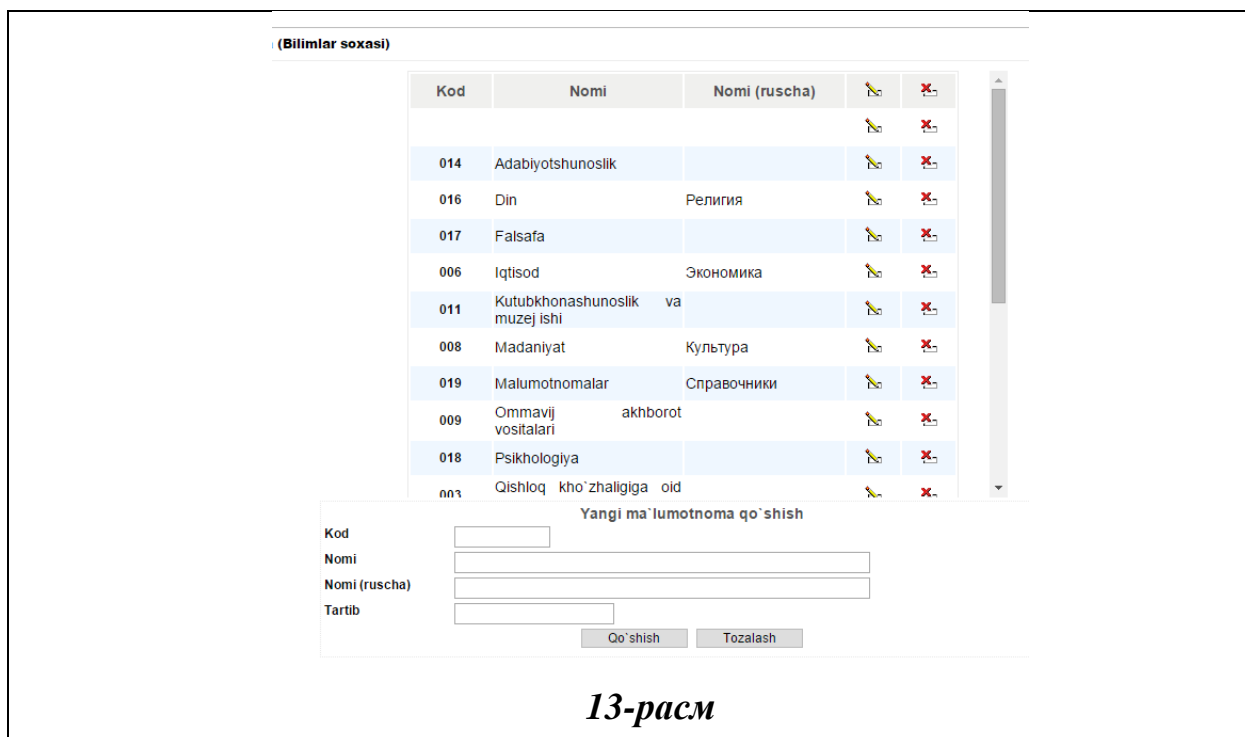 (Bilimlar soxasi)
Kod Nomi Nomi (ruscha)
014 Adabiyotshunoslik
016 Din Религия
017 Falsafa
006 Iqtisod Экономика
011 Kutubkhonashunoslik va
muzej ishi
008 Madaniyat Культура
019 Malumotnomalar Справочники
009 Ommavij akhborot
vositalari
018 Psikhologiya
003 Qishloq kho`zhaligiga oid
Yangi ma`lumotnoma qo`shish
Kod
Nomi
Nomi (ruscha)
Tartib
Qo`shish Tozalash
13-расм